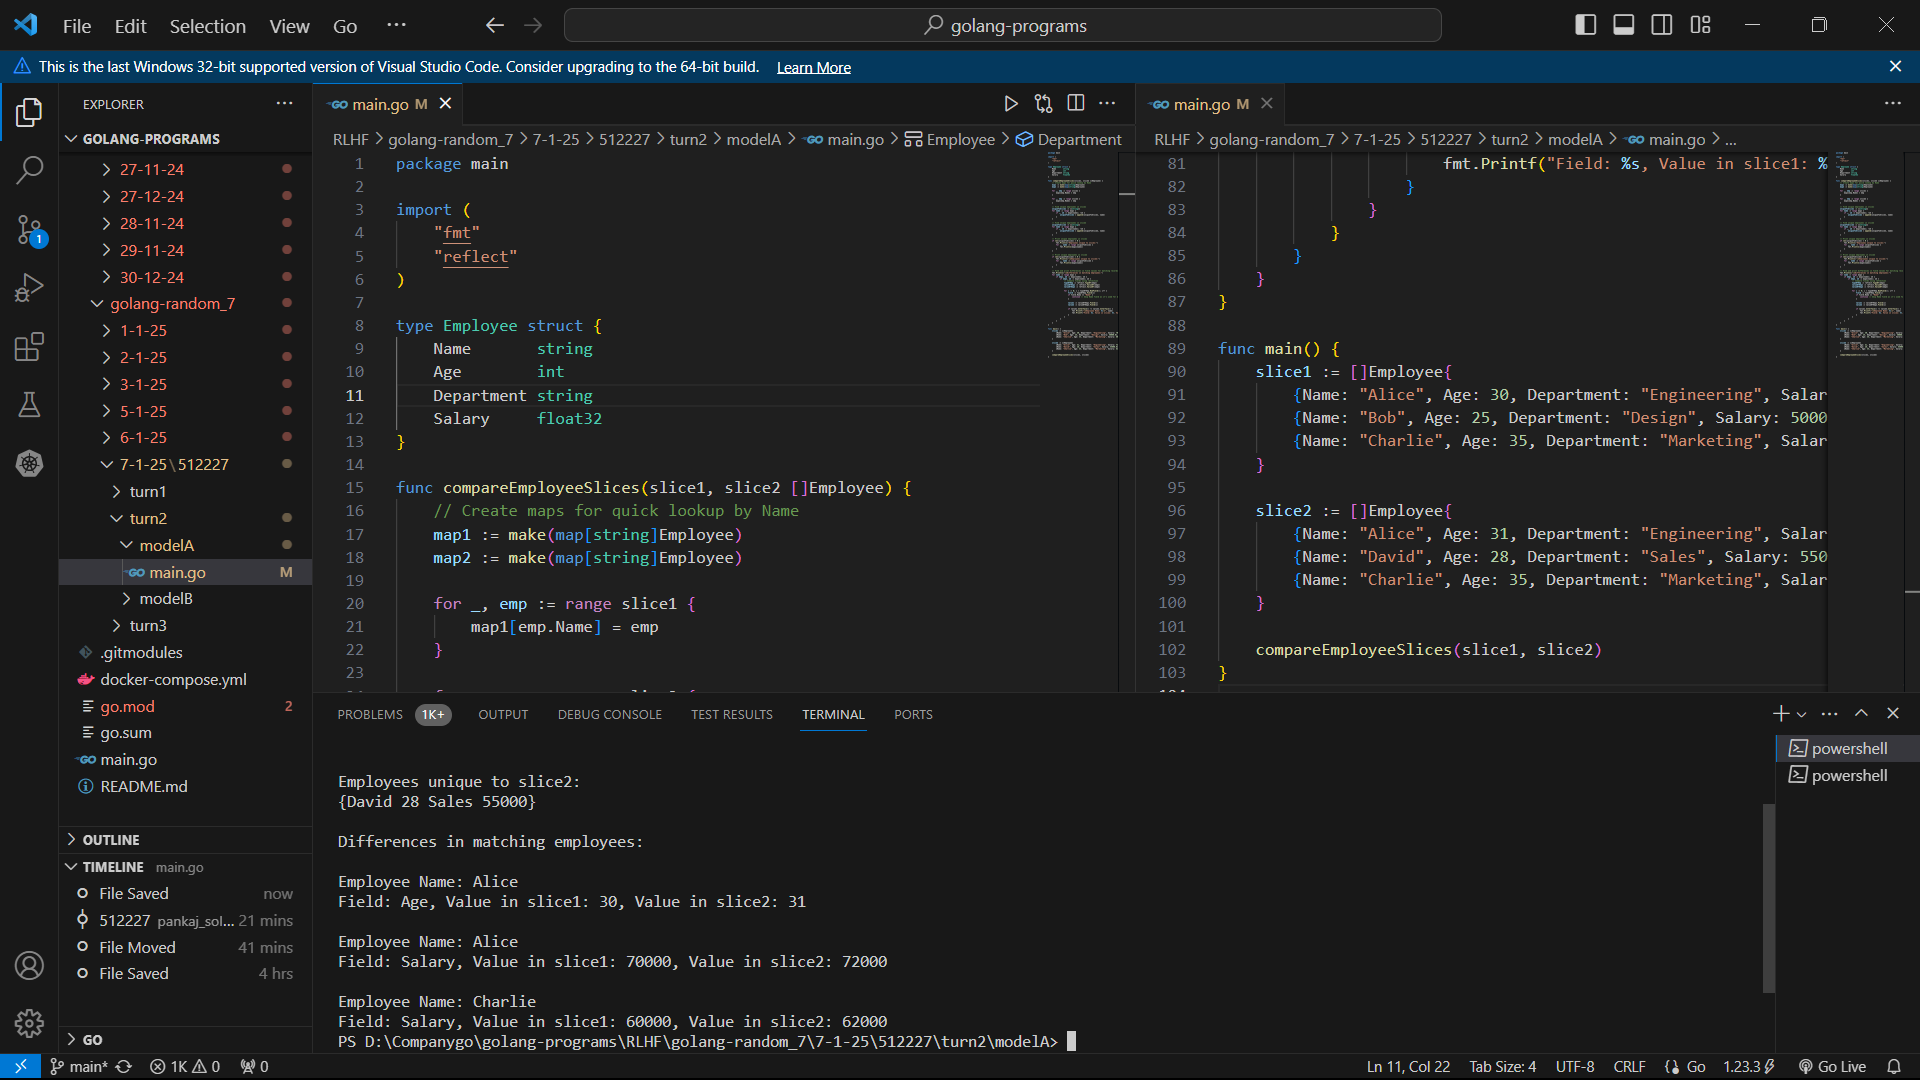 File Edit Selection View Go ···
golang-programs
This is the last Windows 32-bit supported version of Visual Studio Code. Consider upgrading to the 64-bit build. Learn More
EXPLORER
GOLANG-PROGRAMS
27-11-24
27-12-24
28-11-24
29-11-24
30-12-24
golang-random_7
1-1-25
2-1-25
3-1-25
5-1-25
6-1-25
7-1-25\512227
turn1
turn2
modelA
main.go M
modelB
turn3
.gitmodules
docker-compose.yml
go.mod 2
go.sum
main.go
README.md
OUTLINE
TIMELINE main.go
File Saved now
512227 pankaj_sol... 21 mins
File Moved 41 mins
File Saved 4 hrs
GO
1
main.go M
RLHF > golang-random_7 > 7-1-25 > 512227 > turn2 > modelA > main.go > Employee > Department
1 package main
2
3 import (
4 "fmt"
5 "reflect"
6 )
7
8 type Employee struct {
9 Name string
10 Age int
11 Department string
12 Salary float32
13 }
14
15 func compareEmployeeSlices(slice1, slice2 []Employee) {
16 // Create maps for quick lookup by Name
17 map1 := make(map[string]Employee)
18 map2 := make(map[string]Employee)
19
20 for _, emp := range slice1 {
21 map1[emp.Name] = emp
22 }
23
main.go M
RLHF > golang-random_7 > 7-1-25 > 512227 > turn2 > modelA > main.go > ...
81 fmt.Printf("Field: %s, Value in slice1: %
82 }
83 }
84 }
85 }
86 }
87 }
88
89 func main() {
90 slice1 := []Employee{
91 {Name: "Alice", Age: 30, Department: "Engineering", Salar
92 {Name: "Bob", Age: 25, Department: "Design", Salary: 5000
93 {Name: "Charlie", Age: 35, Department: "Marketing", Salar
94 }
95
96 slice2 := []Employee{
97 {Name: "Alice", Age: 31, Department: "Engineering", Salar
98 {Name: "David", Age: 28, Department: "Sales", Salary: 550
99 {Name: "Charlie", Age: 35, Department: "Marketing", Salar
100 }
101
102 compareEmployeeSlices(slice1, slice2)
103 }
PROBLEMS 1K+ OUTPUT DEBUG CONSOLE TEST RESULTS TERMINAL PORTS
Employees unique to slice2:
{David 28 Sales 55000}
Differences in matching employees:
Employee Name: Alice
Field: Age, Value in slice1: 30, Value in slice2: 31
Employee Name: Alice
Field: Salary, Value in slice1: 70000, Value in slice2: 72000
Employee Name: Charlie
Field: Salary, Value in slice1: 60000, Value in slice2: 62000
PS D:\Companygo\golang-programs\RLHF\golang-random_7\7-1-25\512227\turn2\modelA>
powershell
powershell
main* 1K 0 0 Ln 11, Col 22 Tab Size: 4 UTF-8 CRLF Go 1.23.3 Go Live